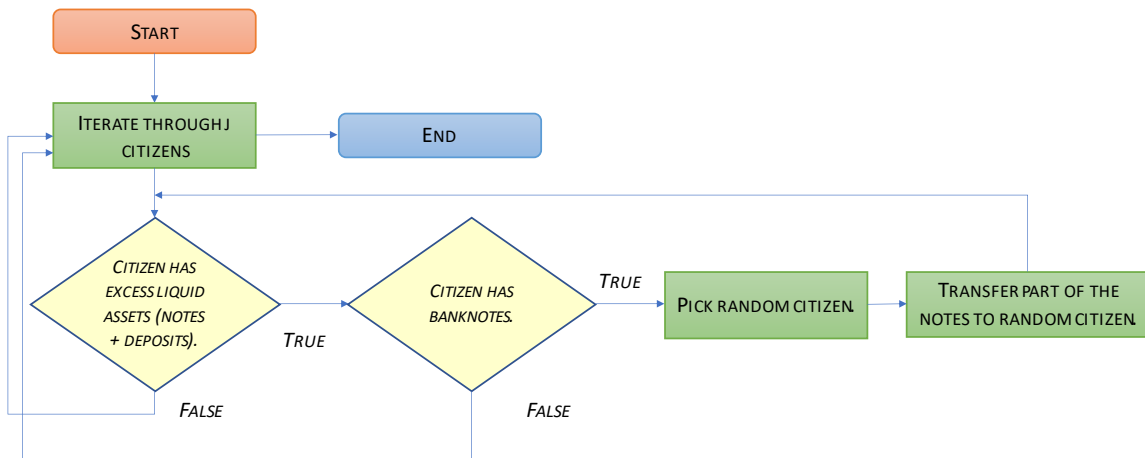 START
ITERATE THROUGH J
CITIZENS
END
CITIZEN HAS
EXCESS LIQUID
ASSETS (NOTES
+ DEPOSITS).
TRUE
FALSE
CITIZEN HAS
BANKNOTES.
TRUE
FALSE
PICK RANDOM CITIZEN.
TRANSFER PART OF THE
NOTES TO RANDOM CITIZEN.